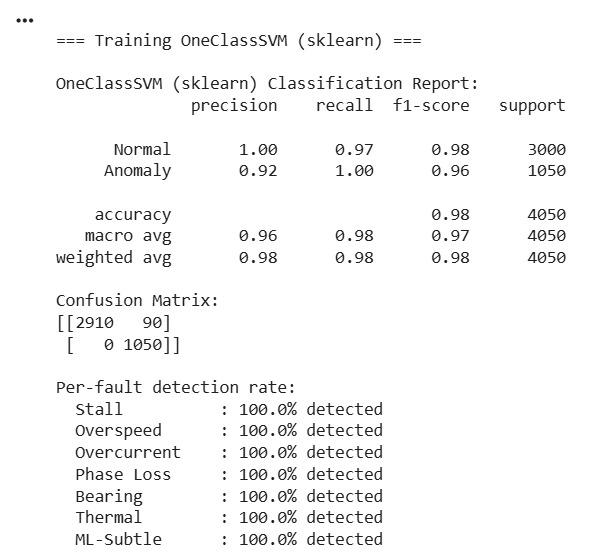 •••
=== Training OneClassSVM (sklearn) ===
OneClassSVM (sklearn) Classification Report:
precision recall f1-score support
Normal 1.00 0.97 0.98 3000
Anomaly 0.92 1.00 0.96 1050
accuracy 0.98 4050
macro avg 0.96 0.98 0.97 4050
weighted avg 0.98 0.98 0.98 4050
Confusion Matrix:
[[2910 90]
[ 0 1050]]
Per-fault detection rate:
Stall : 100.0% detected
Overspeed : 100.0% detected
Overcurrent : 100.0% detected
Phase Loss : 100.0% detected
Bearing : 100.0% detected
Thermal : 100.0% detected
ML-Subtle : 100.0% detected